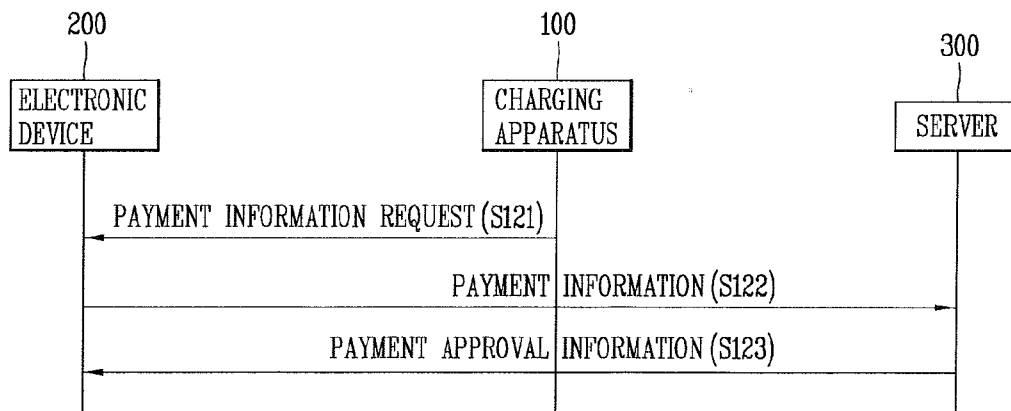 200
100
300
ELECTRONIC
DEVICE
CHARGING
APPARATUS
SERVER
PAYMENT INFORMATION REQUEST(S121)
PAYMENT INFORMATION(S122)
PAYMENT APPROVAL INFORMATION(S123)